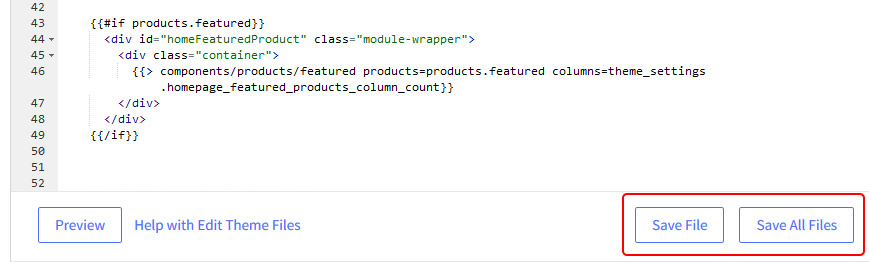 42
43 {{#if products.featured}}
44 <div id="homeFeaturedProduct" class="module-wrapper">
45 <div class="container">
46 {{> components/products/featured products=products.featured columns=theme_settings
.homepage_featured_products_column_count}}
47 </div>
48 </div>
49 {{/if}}
50
51
52
Preview Help with Edit Theme Files Save File Save All Files